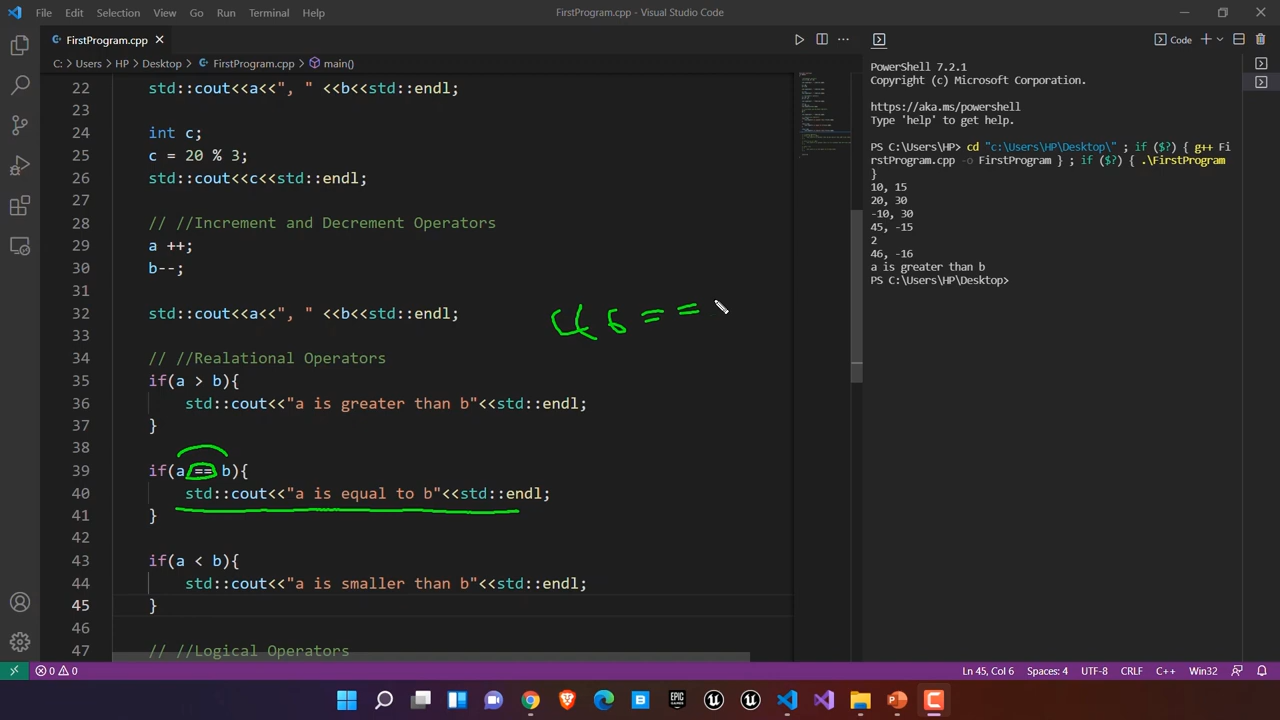 File Edit Selection View Go Run Terminal Help
FirstProgram.cpp - Visual Studio Code
FirstProgram.cpp
C: > Users > HP > Desktop > FirstProgram.cpp > main()
22 std::cout<<a<<", " <<b<<std::endl;
23
24 int c;
25 c = 20 % 3;
26 std::cout<<c<<std::endl;
27
28 // //Increment and Decrement Operators
29 a ++;
30 b--;
31
32 std::cout<<a<<", " <<b<<std::endl;
46 ==
33
34 // //Realational Operators
35 if(a > b){
36 std::cout<<"a is greater than b"<<std::endl;
37 }
38
39 if(a == b){
40 std::cout<<"a is equal to b"<<std::endl;
41 }
42
43 if(a < b){
44 std::cout<<"a is smaller than b"<<std::endl;
45 }
46
47 // //Logical Operators
Code
PowerShell 7.2.1
Copyright (c) Microsoft Corporation.
https://aka.ms/powershell
Type 'help' to get help.
PS C:\Users\HP> cd "c:\Users\HP\Desktop\" ; if ($?) { g++ Fi
rstProgram.cpp -o FirstProgram } ; if ($?) { .\FirstProgram
}
10, 15
20, 30
-10, 30
45, -15
2
46, -16
a is greater than b
PS C:\Users\HP\Desktop>
0 0
Ln 45, Col 6 Spaces: 4 UTF-8 CRLF C++ Win32